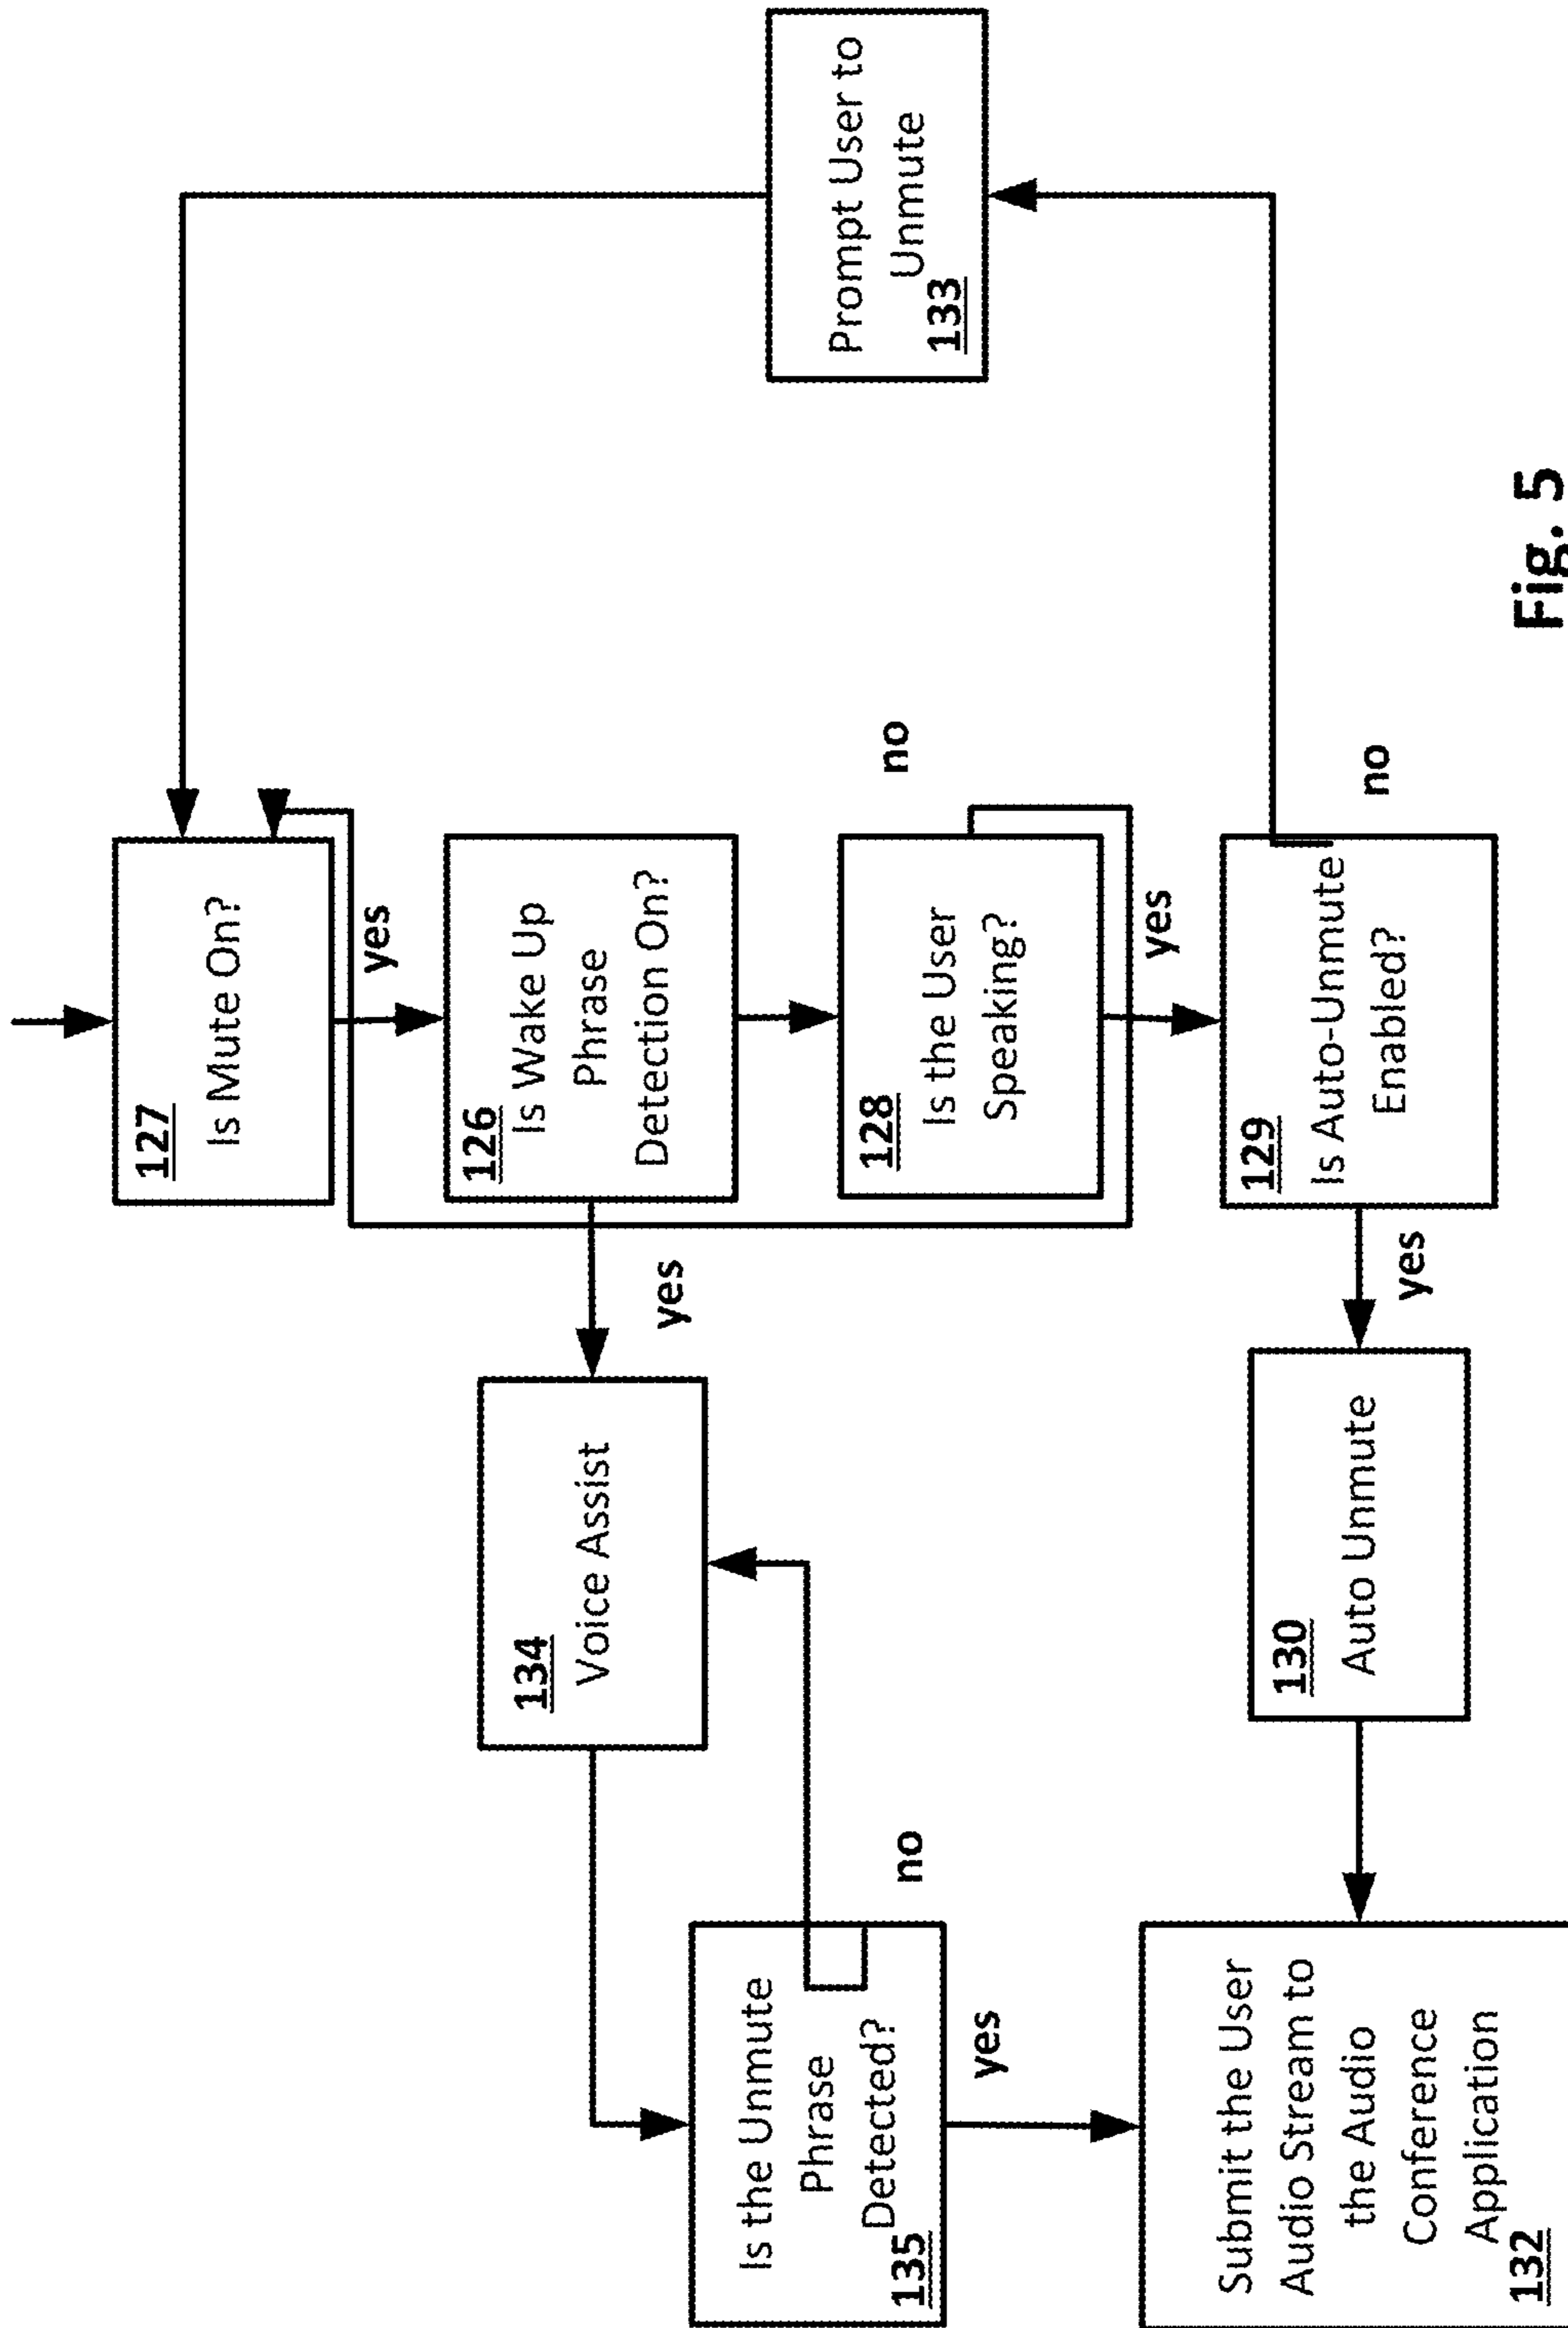 127
Is Mute On?
yes
126
Is Wake Up
Phrase
Detection On?
yes
134
Voice Assist
128
Is the User
Speaking?
no
yes
Is the Unmute
Phrase
Detected?
135
no
yes
129
Is Auto-Unmute
Enabled?
no
yes
130
Auto Unmute
Submit the User
Audio Stream to
the Audio
Conference
Application
132
Prompt User to
Unmute
133
Fig. 5